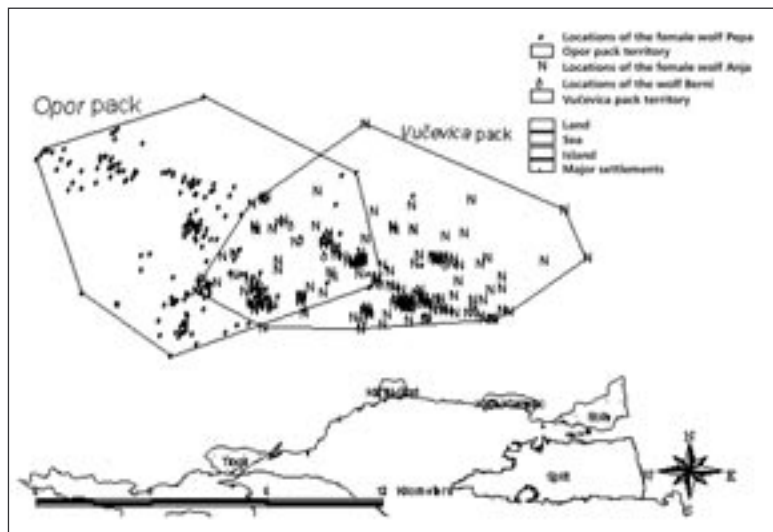 Locations of the female wolf Pepa
Opor pack territory
N Locations of the female wolf Anja
Locations of the wolf Berni
Vučevica pack territory
Land
Sea
Island
Major settlements
Opor pack
Vučevica pack
Trogir
Split
Kilometers
6
12
N
E
S